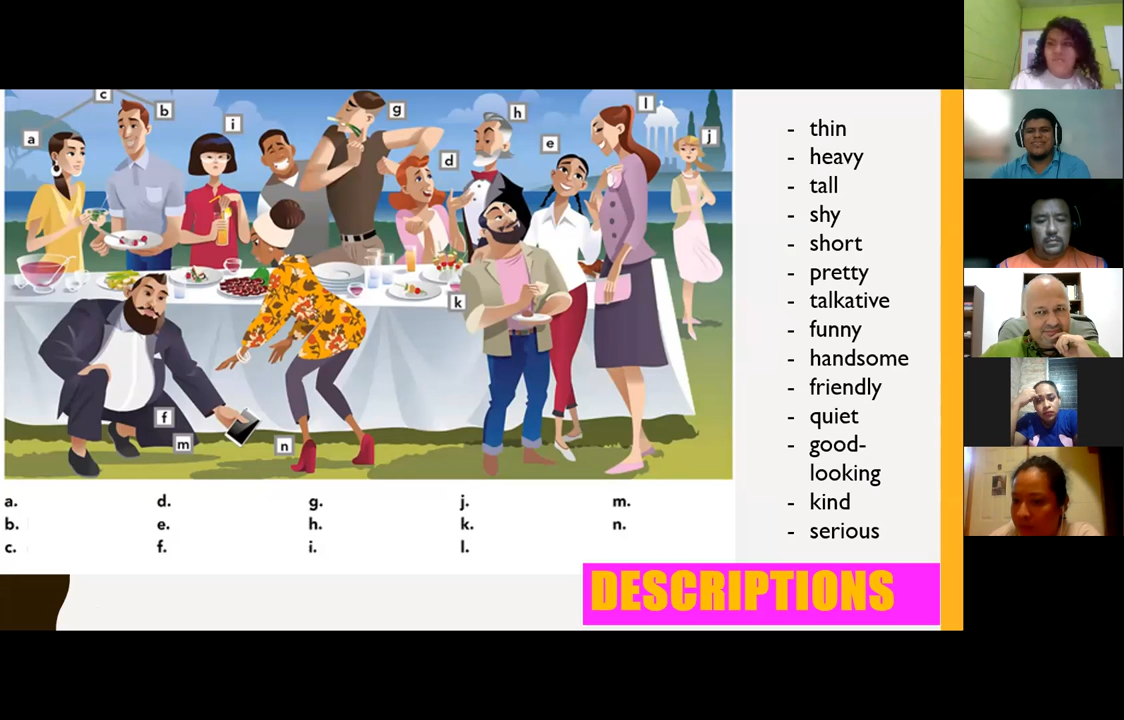 c
b
g
h
l
a
i
d
e
j
k
f
m
n
a.
d.
g.
j.
m.
b.
e.
h.
k.
n.
c.
f.
i.
l.
- thin
- heavy
- tall
- shy
- short
- pretty
- talkative
- funny
- handsome
- friendly
- quiet
- good-
looking
- kind
- serious
DESCRIPTIONS